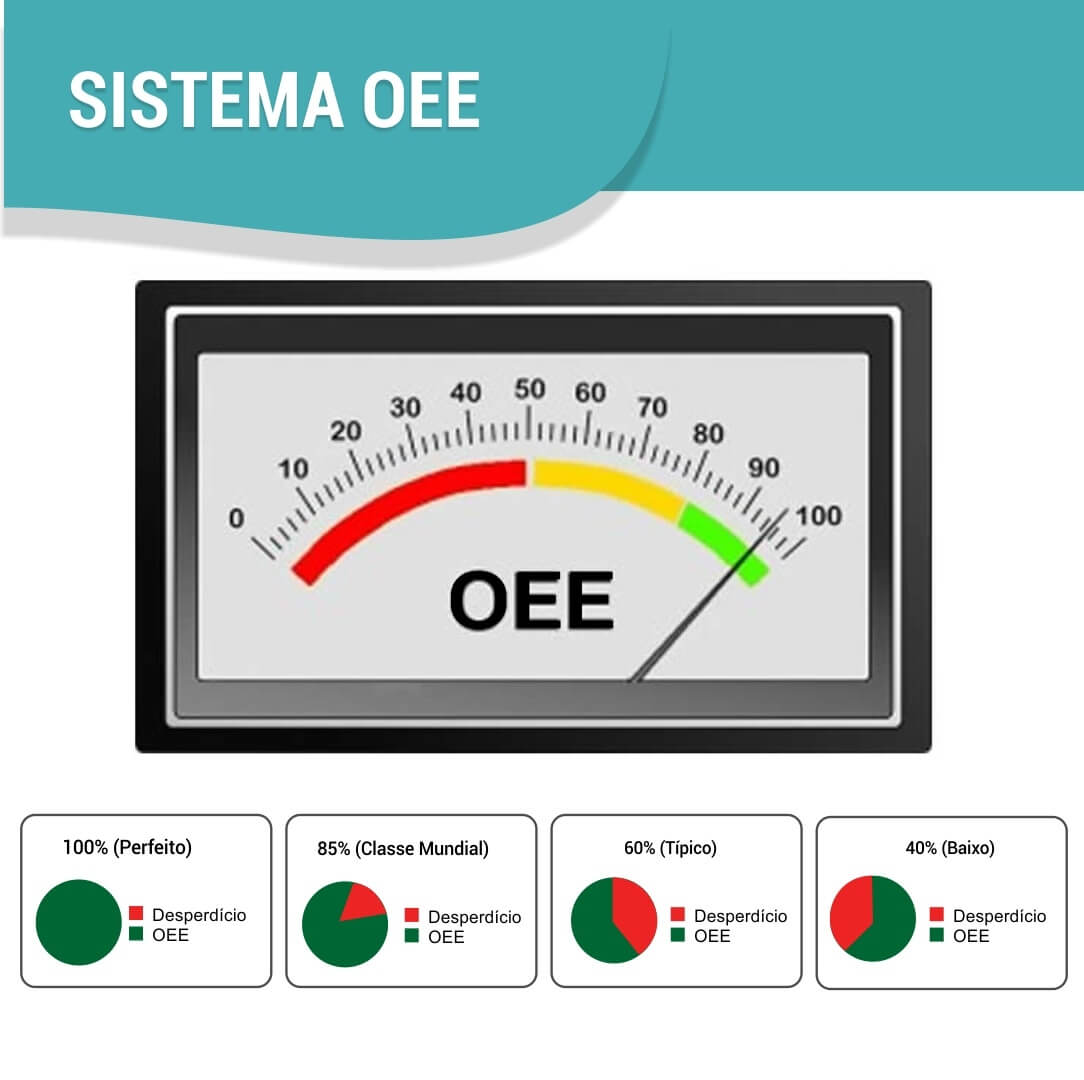 SISTEMA OEE
0 10 20 30 40 50 60 70 80 90 100
OEE
100% (Perfeito)
Desperdício
OEE
85% (Classe Mundial)
Desperdício
OEE
60% (Típico)
Desperdício
OEE
40% (Baixo)
Desperdício
OEE